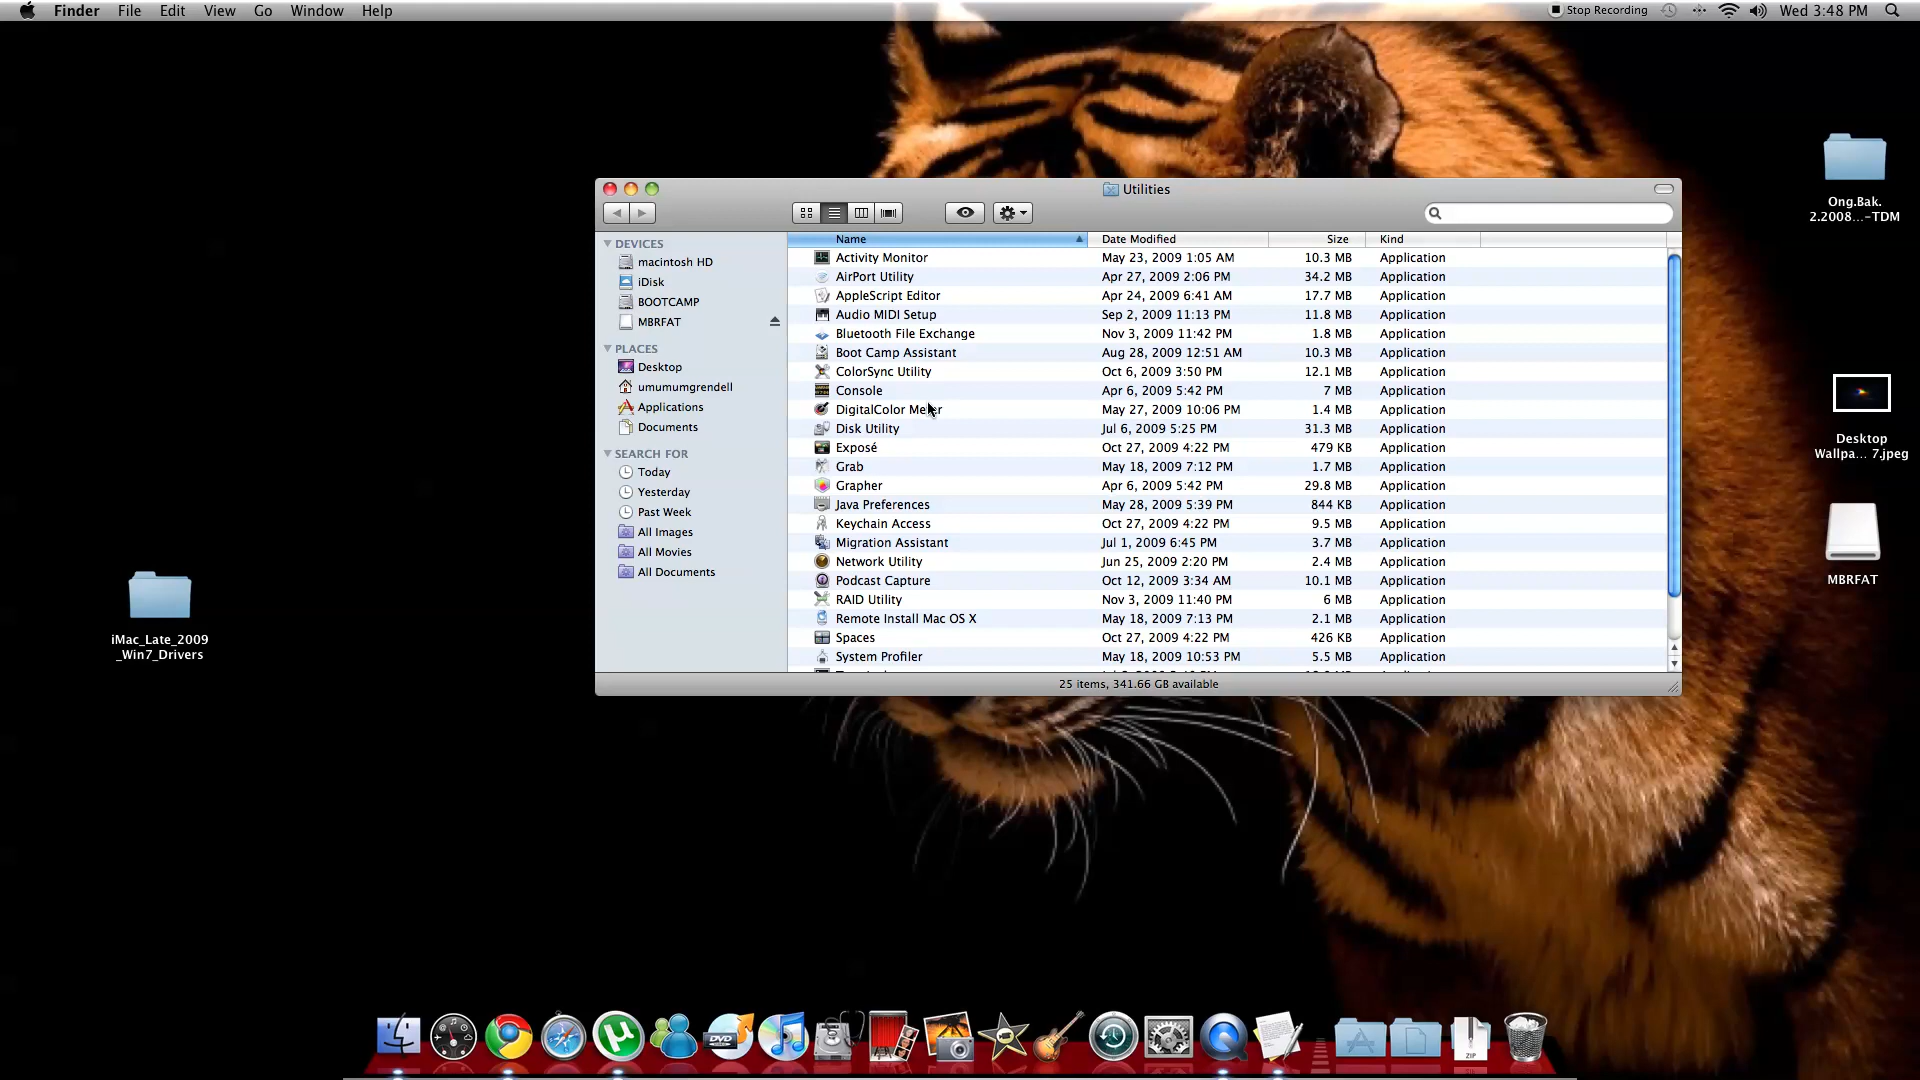 Finder File Edit View Go Window Help
Stop Recording Wed 3:48 PM
Utilities
Name Date Modified Size Kind
DEVICES
macintosh HD
iDisk
BOOTCAMP
MBRFAT
PLACES
Desktop
umumumgrendell
Applications
Documents
SEARCH FOR
Today
Yesterday
Past Week
All Images
All Movies
All Documents
Activity Monitor May 23, 2009 1:05 AM 10.3 MB Application
AirPort Utility Apr 27, 2009 2:06 PM 34.2 MB Application
AppleScript Editor Apr 24, 2009 6:41 AM 17.7 MB Application
Audio MIDI Setup Sep 2, 2009 11:13 PM 11.8 MB Application
Bluetooth File Exchange Nov 3, 2009 11:42 PM 1.8 MB Application
Boot Camp Assistant Aug 28, 2009 12:51 AM 10.3 MB Application
ColorSync Utility Oct 6, 2009 3:50 PM 12.1 MB Application
Console Apr 6, 2009 5:42 PM 7 MB Application
DigitalColor Meter May 27, 2009 10:06 PM 1.4 MB Application
Disk Utility Jul 6, 2009 5:25 PM 31.3 MB Application
Exposé Oct 27, 2009 4:22 PM 479 KB Application
Grab May 18, 2009 7:12 PM 1.7 MB Application
Grapher Apr 6, 2009 5:42 PM 29.8 MB Application
Java Preferences May 28, 2009 5:39 PM 844 KB Application
Keychain Access Oct 27, 2009 4:22 PM 9.5 MB Application
Migration Assistant Jul 1, 2009 6:45 PM 3.7 MB Application
Network Utility Jun 25, 2009 2:20 PM 2.4 MB Application
Podcast Capture Oct 12, 2009 3:34 AM 10.1 MB Application
RAID Utility Nov 3, 2009 11:40 PM 6 MB Application
Remote Install Mac OS X May 18, 2009 7:13 PM 2.1 MB Application
Spaces Oct 27, 2009 4:22 PM 426 KB Application
System Profiler May 18, 2009 10:53 PM 5.5 MB Application
25 items, 341.66 GB available
Ong.Bak.
2.2008...-TDM
Desktop
Wallpa... 7.jpeg
MBRFAT
iMac_Late_2009
_Win7_Drivers
DVD
ZIP